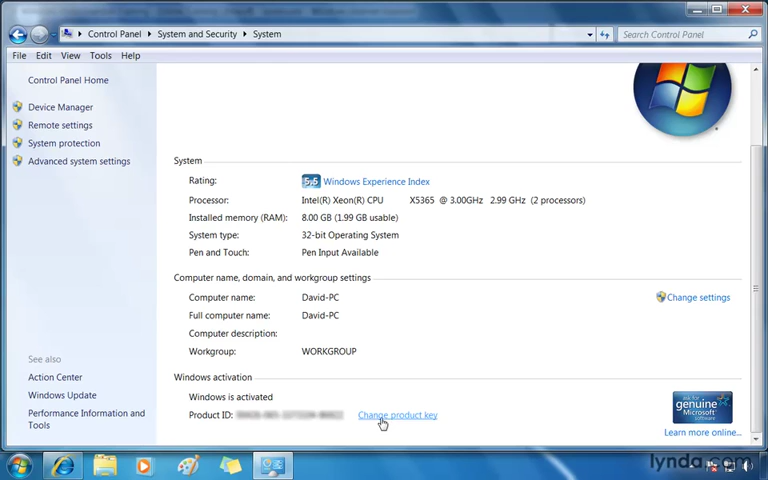 Control Panel ▸ System and Security ▸ System
Search Control Panel
File Edit View Tools Help
Control Panel Home
Device Manager
Remote settings
System protection
Advanced system settings
See also
Action Center
Windows Update
Performance Information and
Tools
System
Rating: 5.5 Windows Experience Index
Processor: Intel(R) Xeon(R) CPU X5365 @ 3.00GHz 2.99 GHz (2 processors)
Installed memory (RAM): 8.00 GB (1.99 GB usable)
System type: 32-bit Operating System
Pen and Touch: Pen Input Available
Computer name, domain, and workgroup settings
Computer name: David-PC
Change settings
Full computer name: David-PC
Computer description:
Workgroup: WORKGROUP
Windows activation
Windows is activated
Product ID: Change product key
ask for
genuine
Microsoft
software
Learn more online...
lynda.com